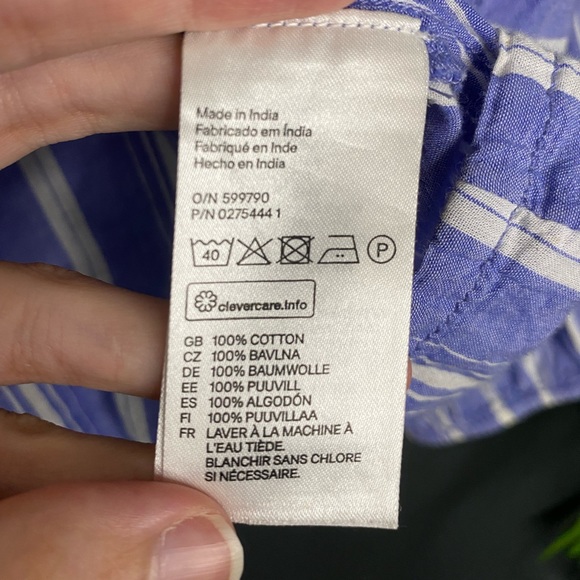 Made in India
Fabricado em Índia
Fabriqué en Inde
Hecho en India
O/N 599790
P/N 0275444 1
40 P
clevercare.info
GB 100% COTTON
CZ 100% BAVLNA
DE 100% BAUMWOLLE
EE 100% PUUVILL
ES 100% ALGODÓN
FI 100% PUUVILLAA
FR LAVER À LA MACHINE À
L'EAU TIÈDE.
BLANCHIR SANS CHLORE
SI NÉCESSAIRE.